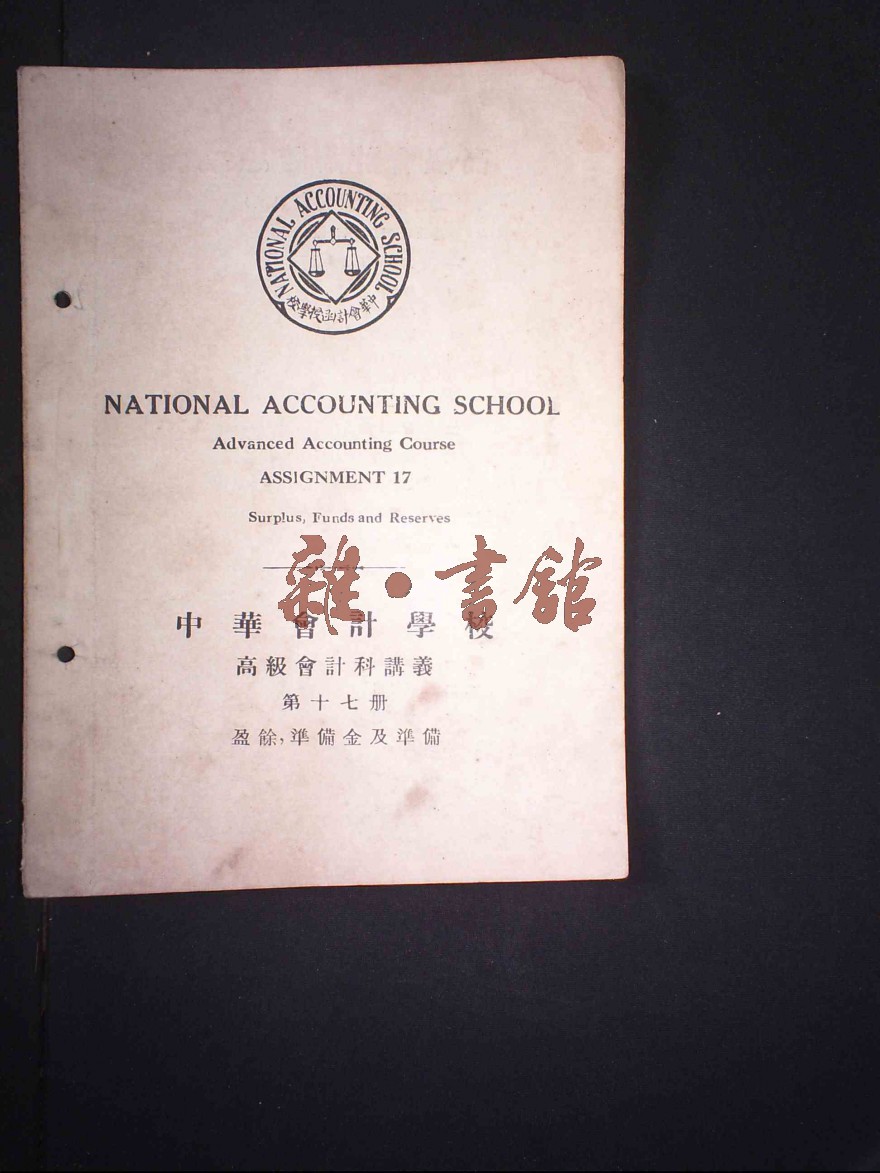 NATIONAL ACCOUNTING SCHOOL
中華會計函授學校
NATIONAL ACCOUNTING SCHOOL
Advanced Accounting Course
ASSIGNMENT 17
Surplus, Funds and Reserves
雜·書館
中華會計學校
高級會計科講義
第十七册
盈餘,準備金及準備